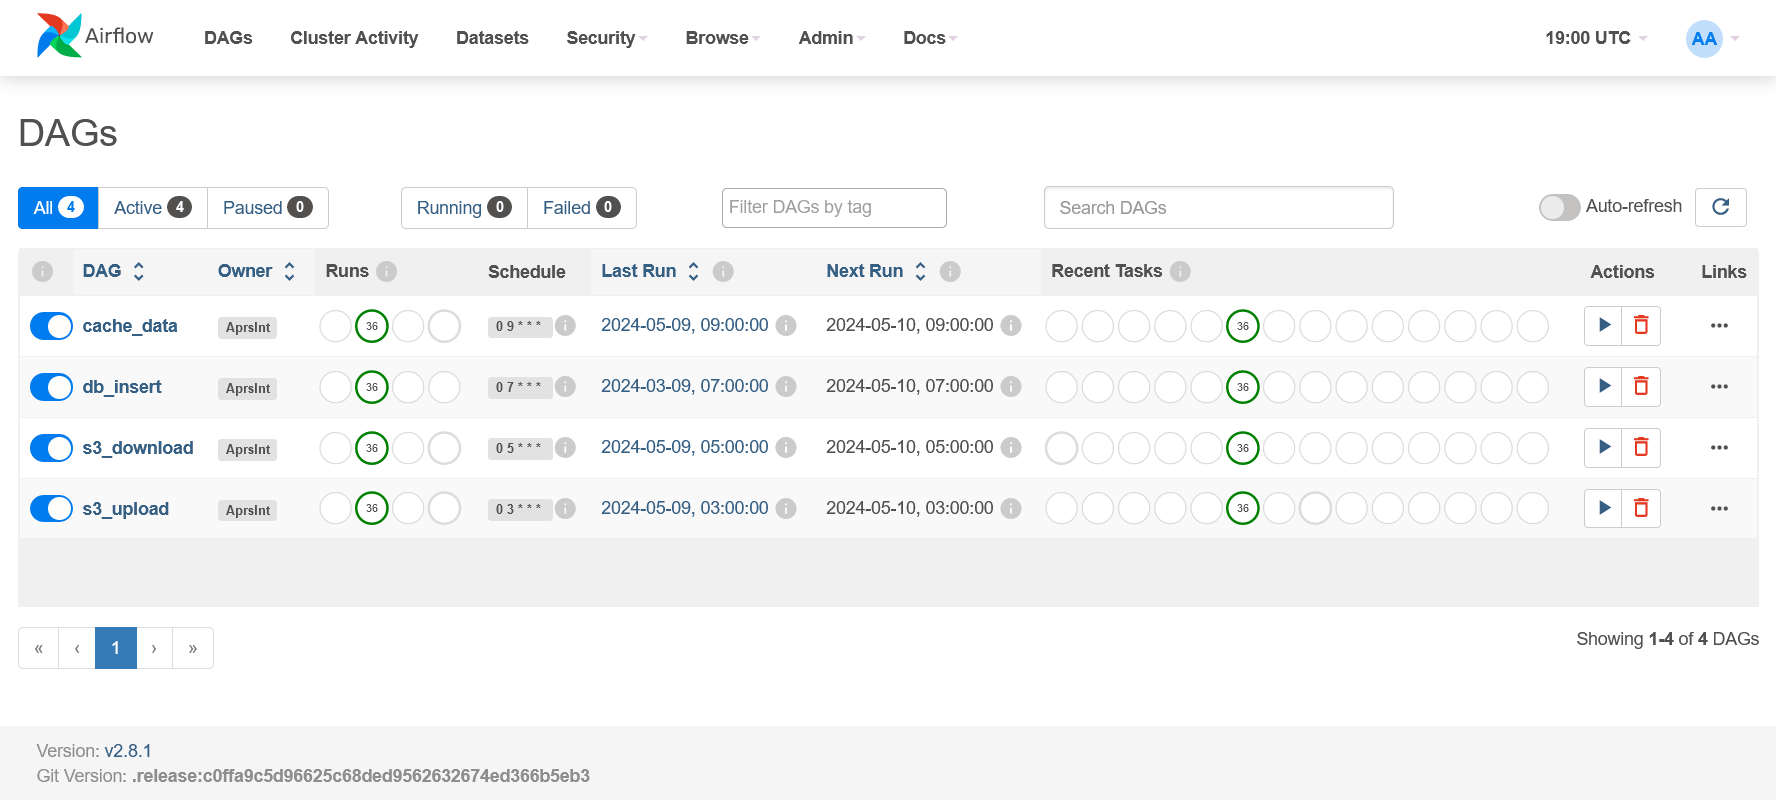 Airflow DAGs Cluster Activity Datasets Security Browse Admin Docs 19:00 UTC AA
DAGs
All 4 Active 4 Paused 0 Running 0 Failed 0 Filter DAGs by tag Search DAGs Auto-refresh
i DAG Owner Runs i Schedule Last Run i Next Run i Recent Tasks i Actions Links
cache_data AprsInt 36 0 9 * * * i 2024-05-09, 09:00:00 i 2024-05-10, 09:00:00 i 36 ...
db_insert AprsInt 36 0 7 * * * i 2024-03-09, 07:00:00 i 2024-05-10, 07:00:00 i 36 ...
s3_download AprsInt 36 0 5 * * * i 2024-05-09, 05:00:00 i 2024-05-10, 05:00:00 i 36 ...
s3_upload AprsInt 36 0 3 * * * i 2024-05-09, 03:00:00 i 2024-05-10, 03:00:00 i 36 ...
« ‹ 1 › » Showing 1-4 of 4 DAGs
Version: v2.8.1
Git Version: .release:c0ffa9c5d96625c68ded9562632674ed366b5eb3